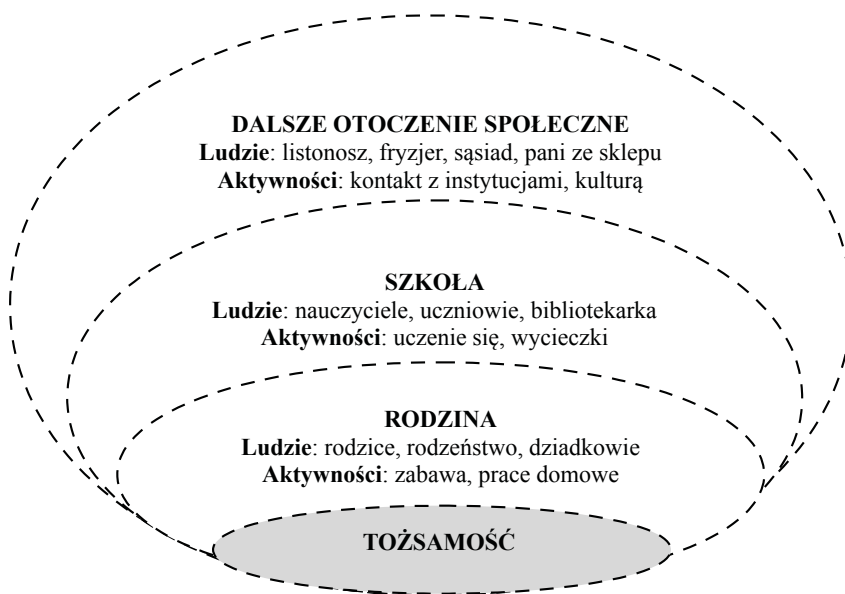 DALSZE OTOCZENIE SPOŁECZNE
Ludzie: listonosz, fryzjer, sąsiad, pani ze sklepu
Aktywności: kontakt z instytucjami, kulturą
SZKOŁA
Ludzie: nauczyciele, uczniowie, bibliotekarka
Aktywności: uczenie się, wycieczki
RODZINA
Ludzie: rodzice, rodzeństwo, dziadkowie
Aktywności: zabawa, prace domowe
TOŻSAMOŚĆ